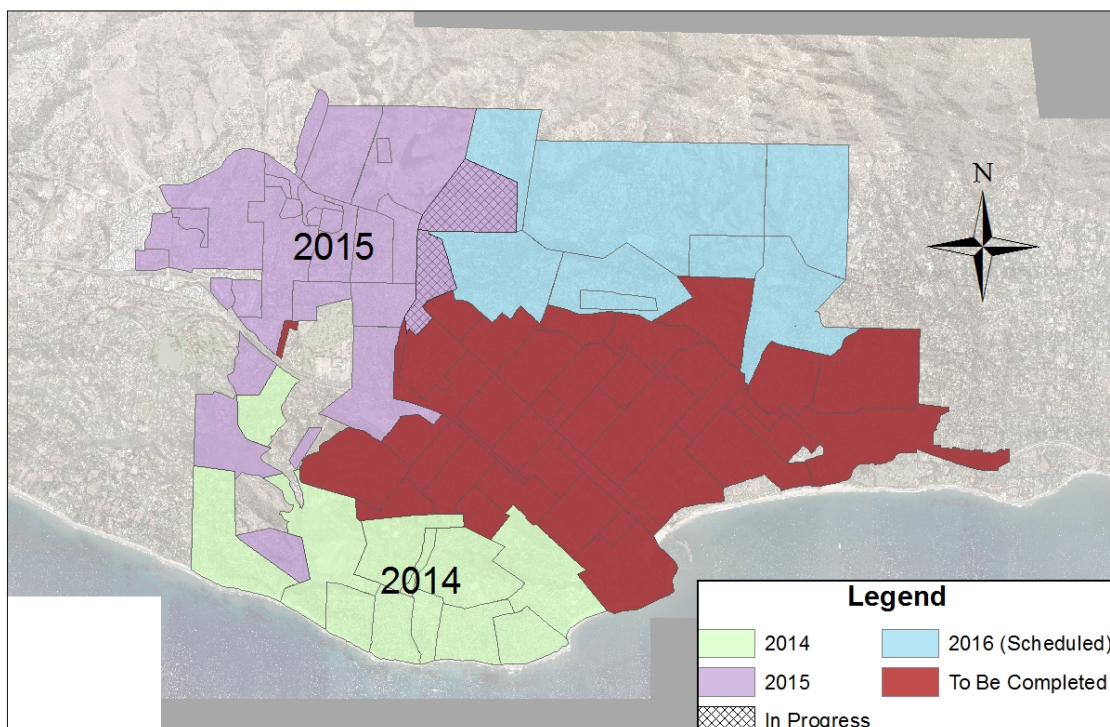 2015
N
2014
Legend
2014
2016 (Scheduled)
2015
To Be Completed
In Progress